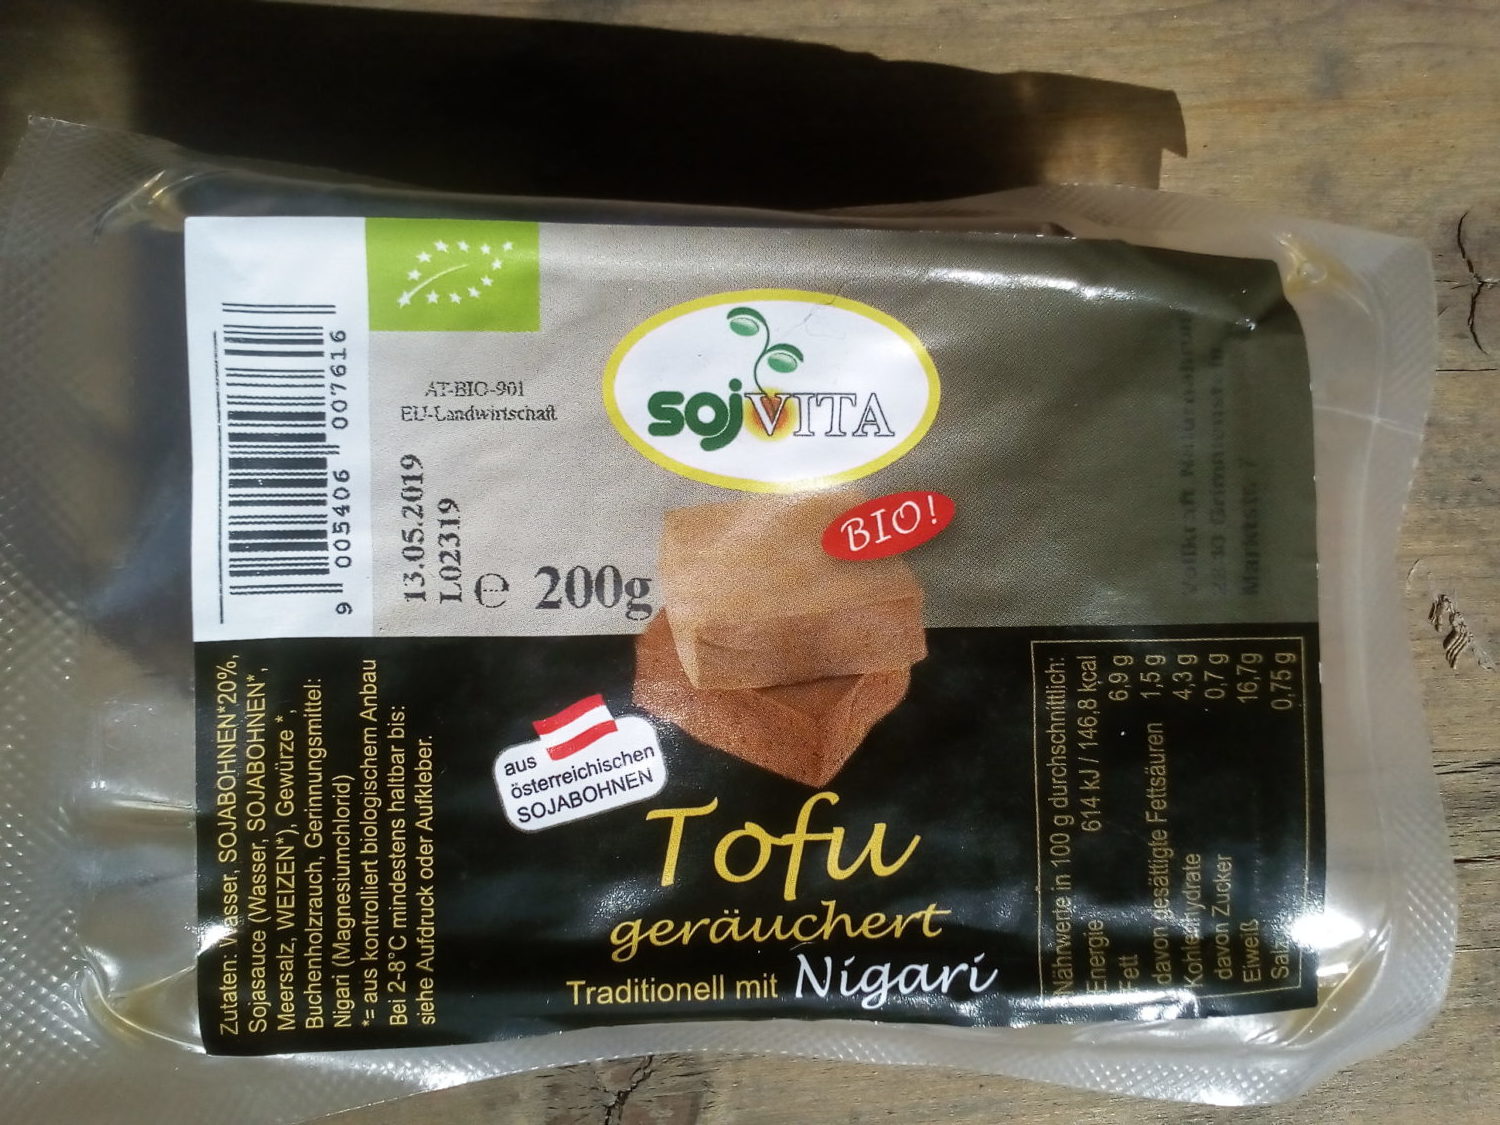 sojVITA
BIO!
AT-BIO-901
EU-Landwirtschaft
13.05.2019
L02319
e 200g
9 005406 007616
aus
österreichischen
SOJABOHNEN
Tofu
geräuchert
Traditionell mit Nigari
Zutaten: Wasser, SOJABOHNEN*20%,
Sojasauce (Wasser, SOJABOHNEN*,
Meersalz, WEIZEN*), Gewürze *,
Buchenholzrauch, Gerinnungsmittel:
Nigari (Magnesiumchlorid)
*= aus kontrolliert biologischem Anbau
Bei 2-8°C mindestens haltbar bis:
siehe Aufdruck oder Aufkleber.
Nährwerte in 100 g durchschnittlich:
Energie 614 kJ / 146,8 kcal
Fett 6,9 g
davon gesättigte Fettsäuren 1,5 g
Kohlenhydrate 4,3 g
davon Zucker 0,7 g
Eiweiß 16,7g
Salz 0,75 g